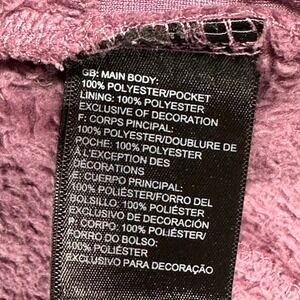 GB: MAIN BODY:
100% POLYESTER/POCKET
LINING: 100% POLYESTER
EXCLUSIVE OF DECORATION
F: CORPS PINCIPAL:
100% POLYESTER/DOUBLURE DE
POCHE: 100% POLYESTER
À L'EXCEPTION DES
DÉCORATIONS
E: CUERPO PRINCIPAL:
100% POLIÉSTER/FORRO DEL
BOLSILLO: 100% POLIÉSTER
EXCLUSIVO DE DECORACIÓN
P: CORPO: 100% POLIÉSTER/
FORRO DO BOLSO:
100% POLIÉSTER
EXCLUSIVO PARA DECORAÇÃO